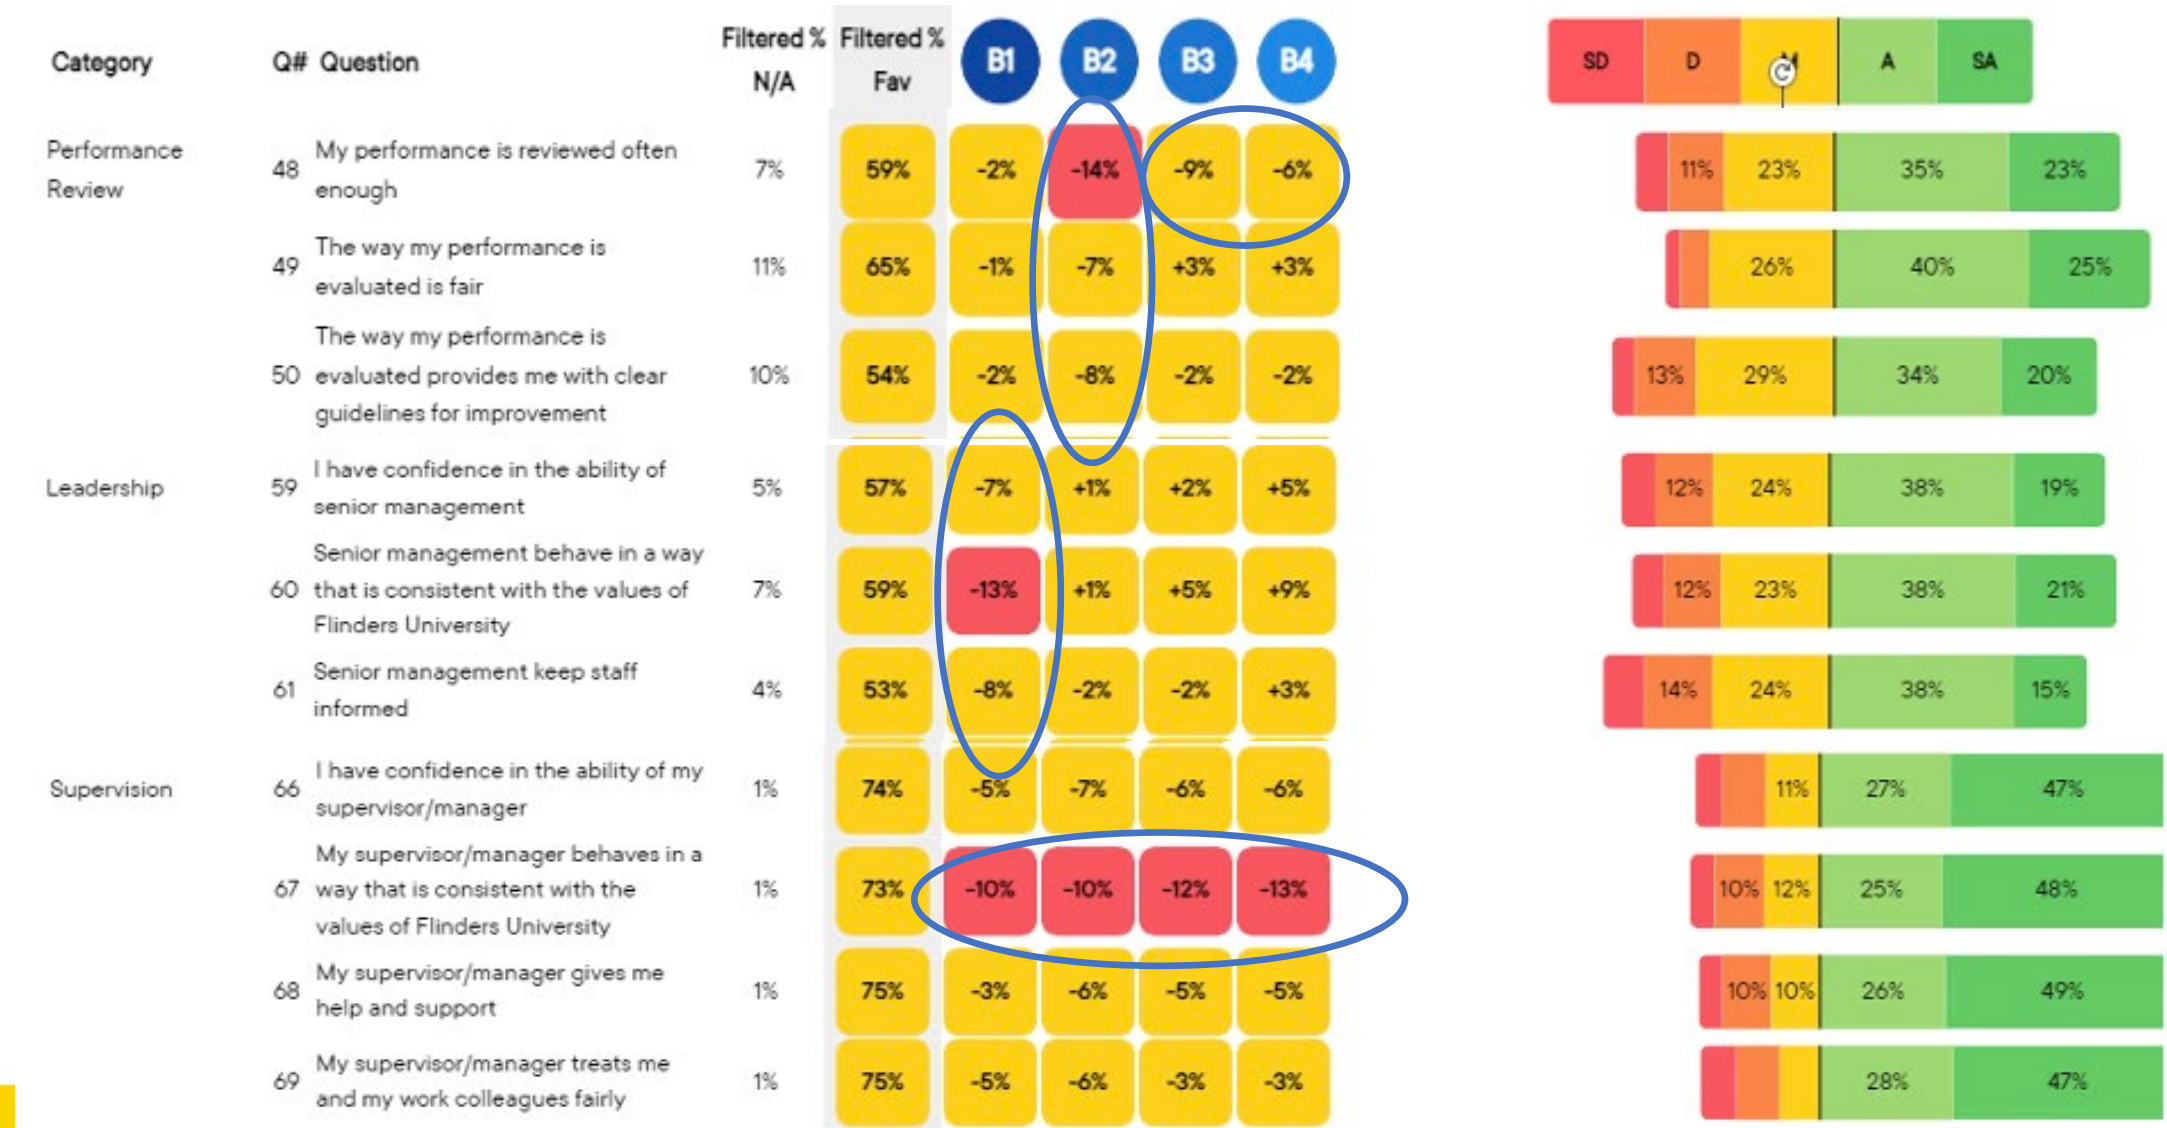 Category Q# Question Filtered % N/A Filtered % Fav B1 B2 B3 B4 SD D A SA
Performance Review 48 My performance is reviewed often enough 7% 59% -2% -14% -9% -6% 11% 23% 35% 23%
49 The way my performance is evaluated is fair 11% 65% -1% -7% +3% +3% 26% 40% 25%
50 The way my performance is evaluated provides me with clear guidelines for improvement 10% 54% -2% -8% -2% -2% 13% 29% 34% 20%
Leadership 59 I have confidence in the ability of senior management 5% 57% -7% +1% +2% +5% 12% 24% 38% 19%
60 Senior management behave in a way that is consistent with the values of Flinders University 7% 59% -13% +1% +5% +9% 12% 23% 38% 21%
61 Senior management keep staff informed 4% 53% -8% -2% -2% +3% 14% 24% 38% 15%
Supervision 66 I have confidence in the ability of my supervisor/manager 1% 74% -5% -7% -6% -6% 11% 27% 47%
67 My supervisor/manager behaves in a way that is consistent with the values of Flinders University 1% 73% -10% -10% -12% -13% 10% 12% 25% 48%
68 My supervisor/manager gives me help and support 1% 75% -3% -6% -5% -5% 10% 10% 26% 49%
69 My supervisor/manager treats me and my work colleagues fairly 1% 75% -5% -6% -3% -3% 28% 47%